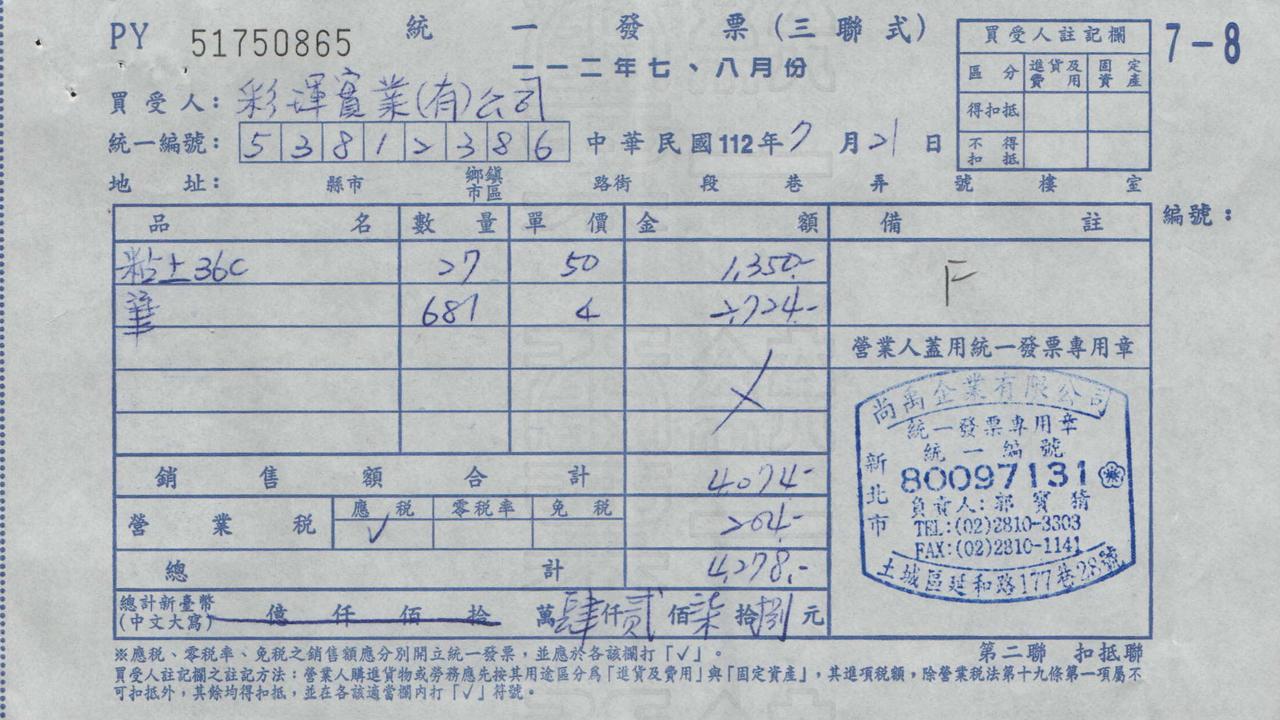 PY 51750865 統一發票(三聯式)
一一二年七、八月份
買受人註記欄 7-8
區分 進貨及費用 固定資產
得扣抵
不得扣抵
買受人：彩琿實業(有)公司
統一編號：53812386 中華民國112年7月21日
地址： 縣市 鄉鎮市區 路街 段 巷 弄 號 樓 室
品名 數量 單價 金額 備註 編號：
粘土36C 27 50 1,350.- F
筆 681 4 2,724.-
營業人蓋用統一發票專用章
銷售額合計 4,074-
營業稅 應稅 ✓ 零稅率 免稅 204-
總計 4,278.-
總計新臺幣(中文大寫) 億仟佰拾萬肆仟貳佰柒拾捌元
尚禹企業有限公司
統一發票專用章
統一編號
新北市
80097131
負責人：郭寶猜
TEL:(02)2810-3303
FAX:(02)2810-1141
土城區延和路177巷28號
※應稅、零稅率、免稅之銷售額應分別開立統一發票，並應於各該欄打「✓」。 第二聯 扣抵聯
買受人註記欄之註記方法：營業人購進貨物或勞務應先按其用途區分為「進貨及費用」與「固定資產」，其進項稅額，除營業稅法第十九條第一項屬不
可扣抵外，其餘均得扣抵，並在各該適當欄內打「✓」符號。